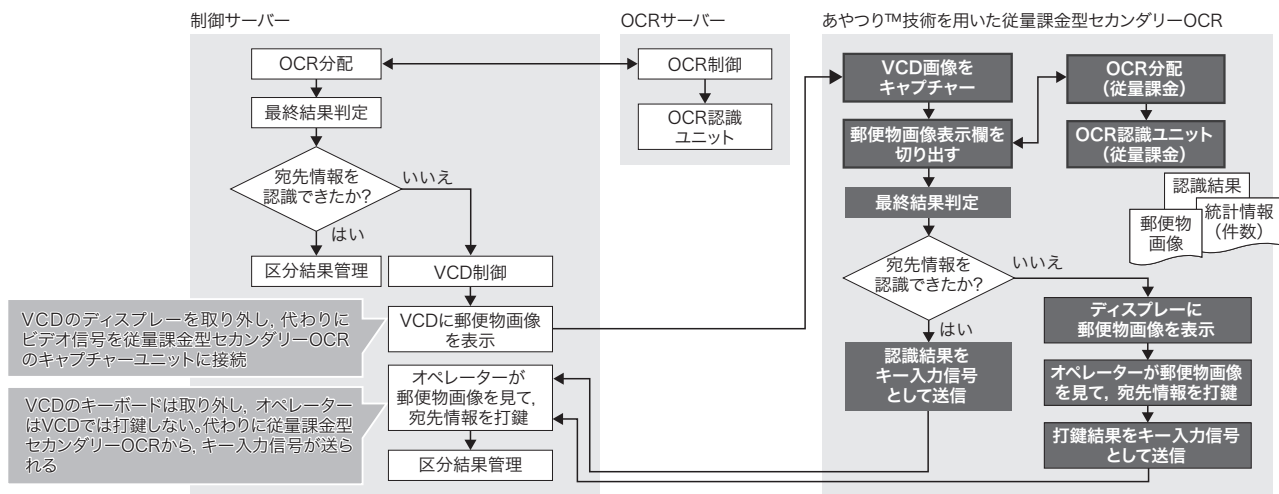 制御サーバー
OCR分配
最終結果判定
宛先情報を
認識できたか?
いいえ
はい
区分結果管理
VCD制御
VCDに郵便物画像
を表示
オペレーターが
郵便物画像を見て,
宛先情報を打鍵
区分結果管理
VCDのディスプレーを取り外し, 代わりに
ビデオ信号を従量課金型セカンダリーOCR
のキャプチャーユニットに接続
VCDのキーボードは取り外し, オペレーター
はVCDでは打鍵しない。代わりに従量課金型
セカンダリーOCRから, キー入力信号が送ら
れる
OCRサーバー
OCR制御
OCR認識
ユニット
あやつり™技術を用いた従量課金型セカンダリーOCR
VCD画像を
キャプチャー
郵便物画像表示欄を
切り出す
OCR分配
(従量課金)
OCR認識ユニット
(従量課金)
認識結果
統計情報
(件数)
郵便物
画像
最終結果判定
宛先情報を
認識できたか?
いいえ
はい
認識結果を
キー入力信号
として送信
ディスプレーに
郵便物画像を表示
オペレーターが郵便物画像
を見て, 宛先情報を打鍵
打鍵結果をキー入力信号
として送信